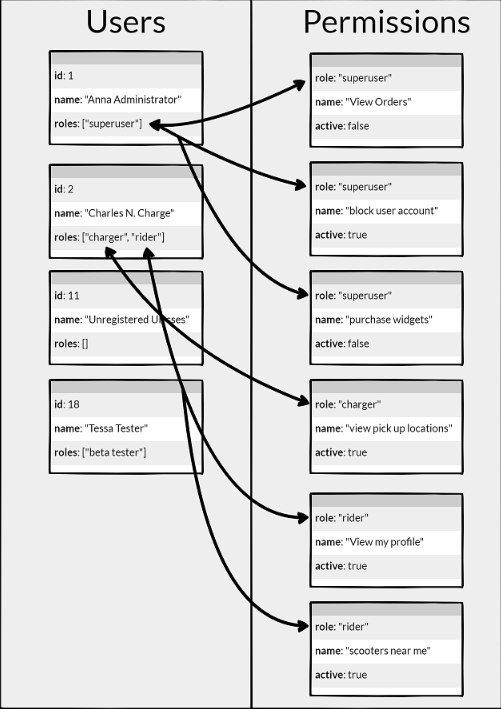 Users
id: 1
name: "Anna Administrator"
roles: ["superuser"]
id: 2
name: "Charles N. Charge"
roles: ["charger", "rider"]
id: 11
name: "Unregistered Ulysses"
roles: []
id: 18
name: "Tessa Tester"
roles: ["beta tester"]
Permissions
role: "superuser"
name: "View Orders"
active: false
role: "superuser"
name: "block user account"
active: true
role: "superuser"
name: "purchase widgets"
active: false
role: "charger"
name: "view pick up locations"
active: true
role: "rider"
name: "View my profile"
active: true
role: "rider"
name: "scooters near me"
active: true